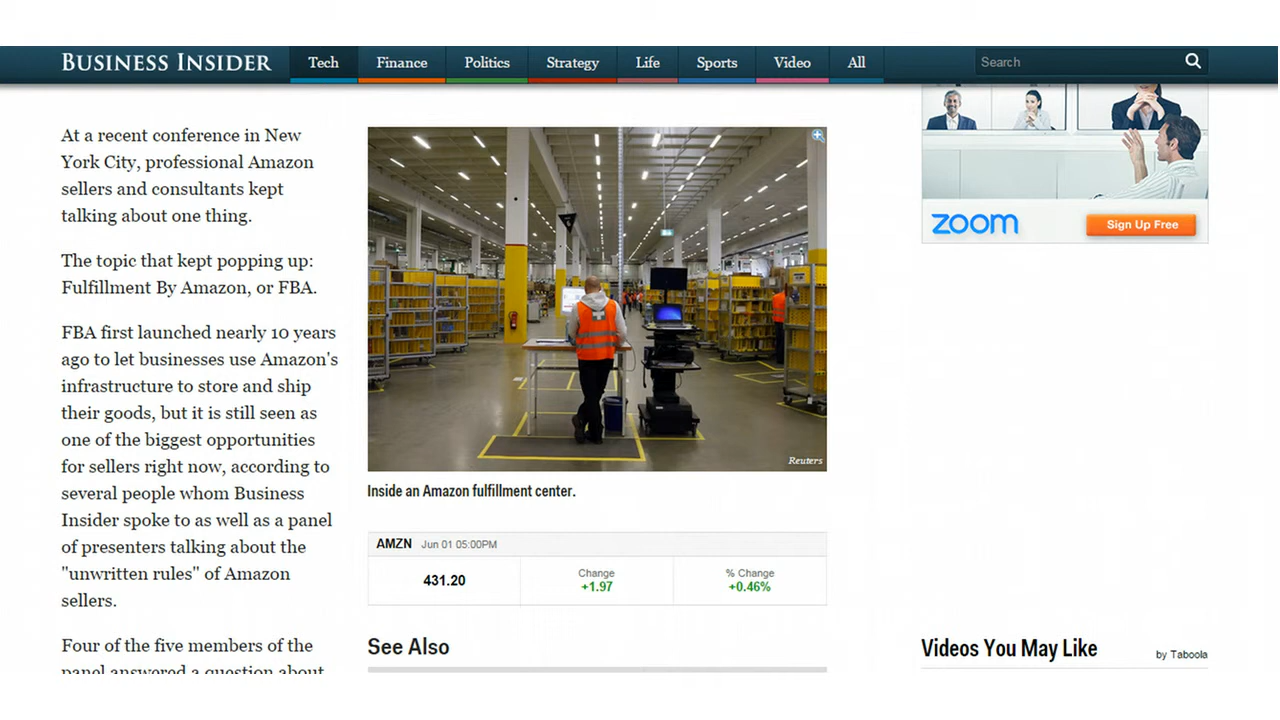 BUSINESS INSIDER
Tech
Finance
Politics
Strategy
Life
Sports
Video
All
Search
At a recent conference in New
York City, professional Amazon
sellers and consultants kept
talking about one thing.
The topic that kept popping up:
Fulfillment By Amazon, or FBA.
FBA first launched nearly 10 years
ago to let businesses use Amazon's
infrastructure to store and ship
their goods, but it is still seen as
one of the biggest opportunities
for sellers right now, according to
several people whom Business
Insider spoke to as well as a panel
of presenters talking about the
"unwritten rules" of Amazon
sellers.
Four of the five members of the
panel answered a question about
Reuters
Inside an Amazon fulfillment center.
AMZN Jun 01 05:00PM
431.20
Change
+1.97
% Change
+0.46%
See Also
zoom
Sign Up Free
Videos You May Like
by Taboola